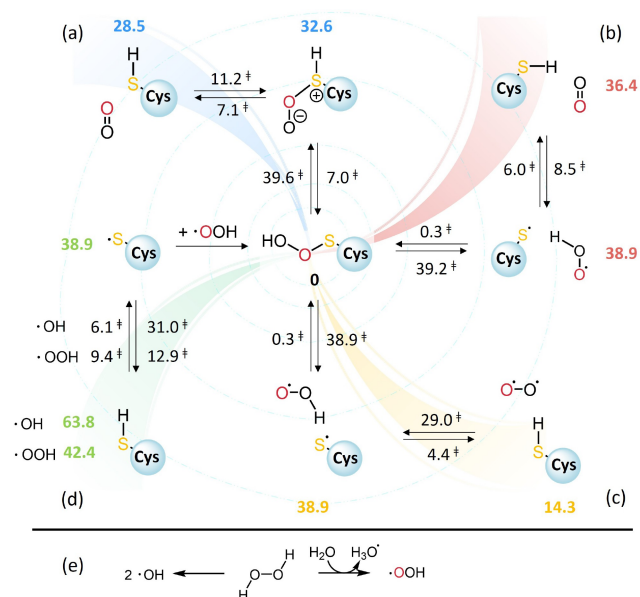 (a)
28.5
32.6
(b)
H
S
Cys
O
O
11.2 ‡
7.1 ‡
H
S
⊕
Cys
O
O
⊖
S
H
Cys
O
O
36.4
39.6 ‡
7.0 ‡
6.0 ‡
8.5 ‡
38.9
·S
Cys
+ ·OOH
HO
O
S
Cys
0
0.3 ‡
39.2 ‡
S·
Cys
H
O
O·
38.9
·OH
6.1 ‡
31.0 ‡
·OOH
9.4 ‡
12.9 ‡
0.3 ‡
38.9 ‡
·OH
63.8
·OOH
42.4
H
S
Cys
O·
O
H
S·
Cys
29.0 ‡
4.4 ‡
O·
O·
H
S
Cys
(d)
38.9
14.3
(c)
(e)
2 ·OH
H
O
O
H
H₂O
H₃O·
·OOH